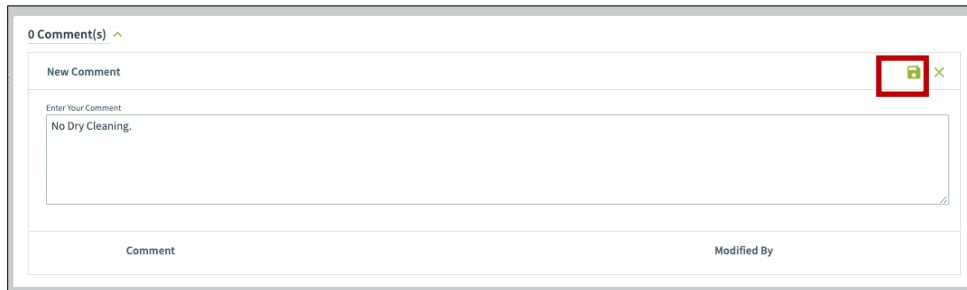 0 Comment(s)
New Comment
Enter Your Comment
No Dry Cleaning.
Comment Modified By